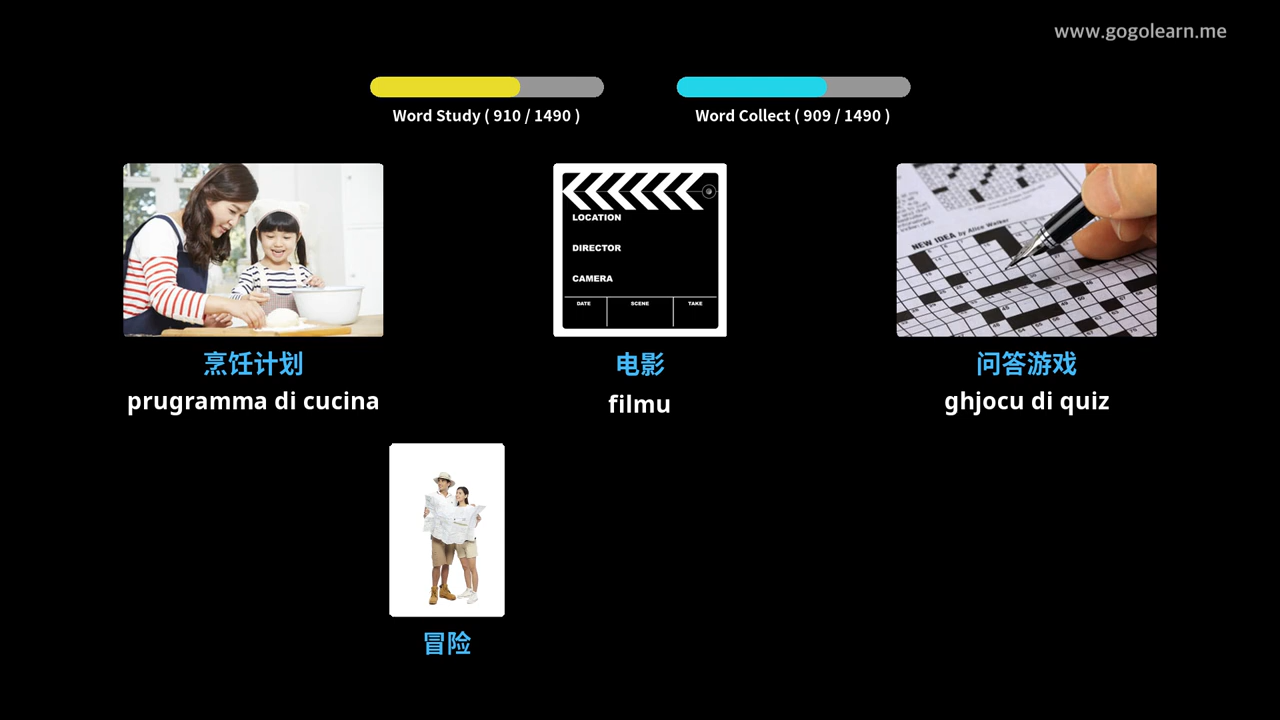 www.gogolearn.me
Word Study ( 910 / 1490 )
Word Collect ( 909 / 1490 )
LOCATION
DIRECTOR
CAMERA
DATE
SCENE
TAKE
NEW IDEA by Alice Walker
烹饪计划
电影
问答游戏
prugramma di cucina
filmu
ghjocu di quiz
冒险